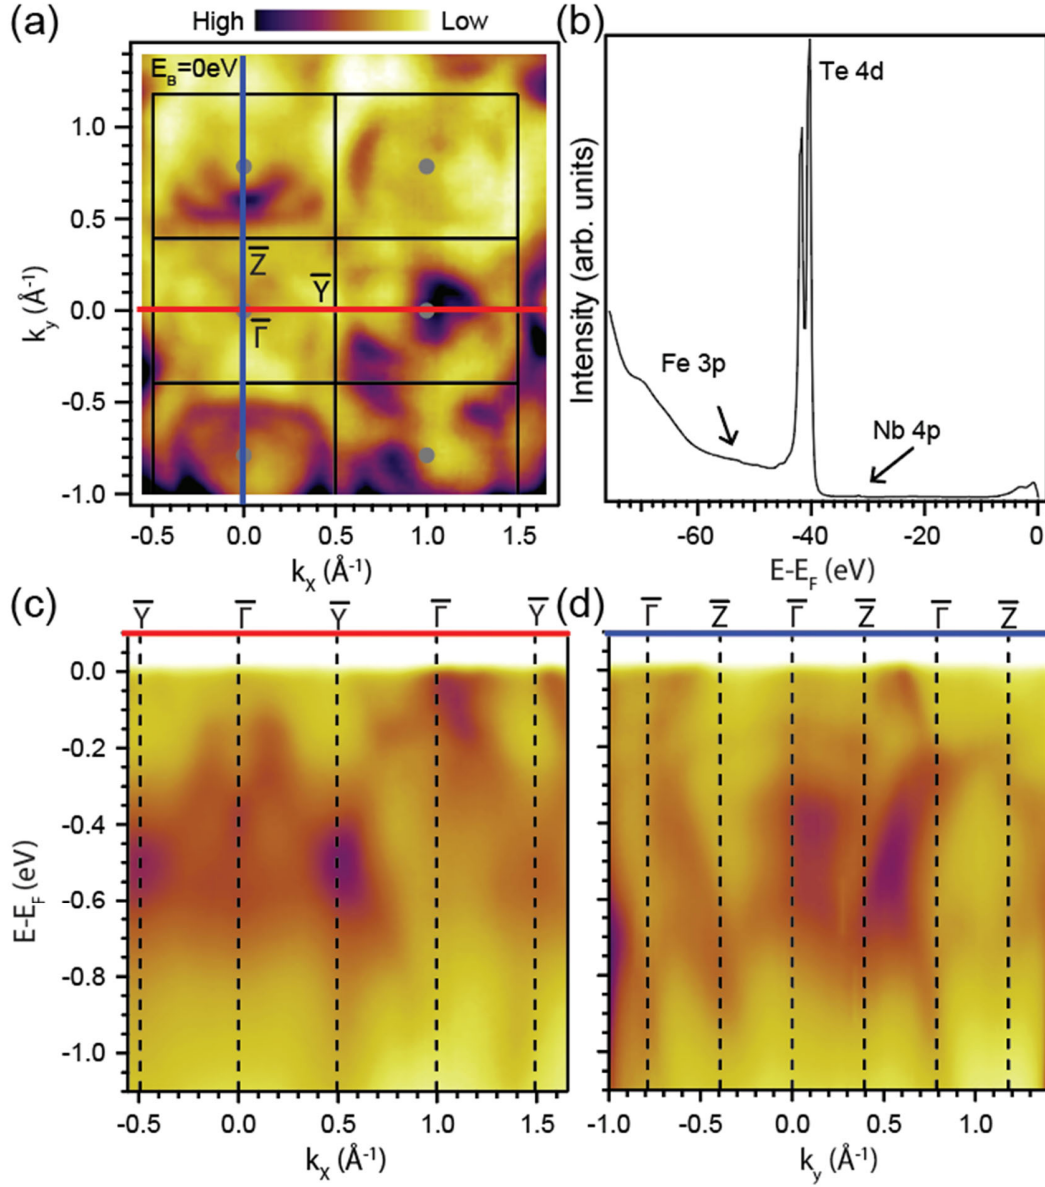 (a) High Low (b)
E_B=0eV
Te 4d
1.0
0.5
Z̅
Y̅
0.0
Γ̅
k_y (Å⁻¹)
Intensity (arb. units)
Fe 3p
Nb 4p
-0.5
-1.0
-0.5 0.0 0.5 1.0 1.5
k_X (Å⁻¹)
-60 -40 -20 0
E-E_F (eV)
(c) Y̅ Γ̅ Y̅ Γ̅ Y̅
(d) Γ̅ Z̅ Γ̅ Z̅ Γ̅ Z̅
0.0
-0.2
-0.4
-0.6
-0.8
-1.0
E-E_F (eV)
-0.5 0.0 0.5 1.0 1.5
k_X (Å⁻¹)
-1.0 -0.5 0.0 0.5 1.0
k_y (Å⁻¹)